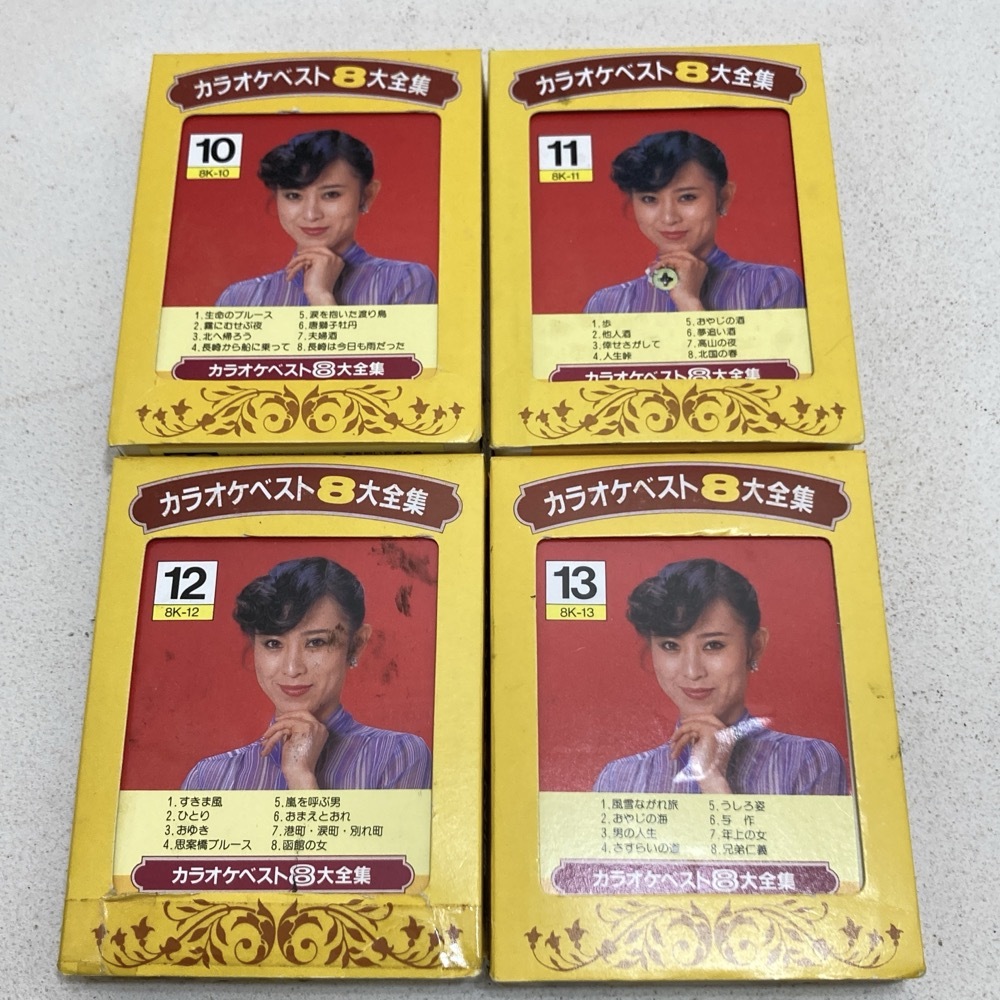 カラオケベスト8大全集
10
8K-10
1.生命のブルース
2.霧にむせぶ夜
3.北へ帰ろう
4.長崎から船に乗って
5.涙を抱いた渡り鳥
6.唐獅子牡丹
7.夫婦酒
8.長崎は今日も雨だった
カラオケベスト8大全集
カラオケベスト8大全集
11
8K-11
1.歩
2.他人酒
3.倖せさがして
4.人生峠
5.おやじの酒
6.夢追い酒
7.高山の夜
8.北国の春
カラオケベスト8大全集
カラオケベスト8大全集
12
8K-12
1.すきま風
2.ひとり
3.おゆき
4.思案橋ブルース
5.嵐を呼ぶ男
6.おまえとおれ
7.港町・涙町・別れ町
8.函館の女
カラオケベスト8大全集
カラオケベスト8大全集
13
8K-13
1.風雪ながれ旅
2.おやじの海
3.男の人生
4.さすらいの道
5.うしろ姿
6.与 作
7.年上の女
8.兄弟仁義
カラオケベスト8大全集